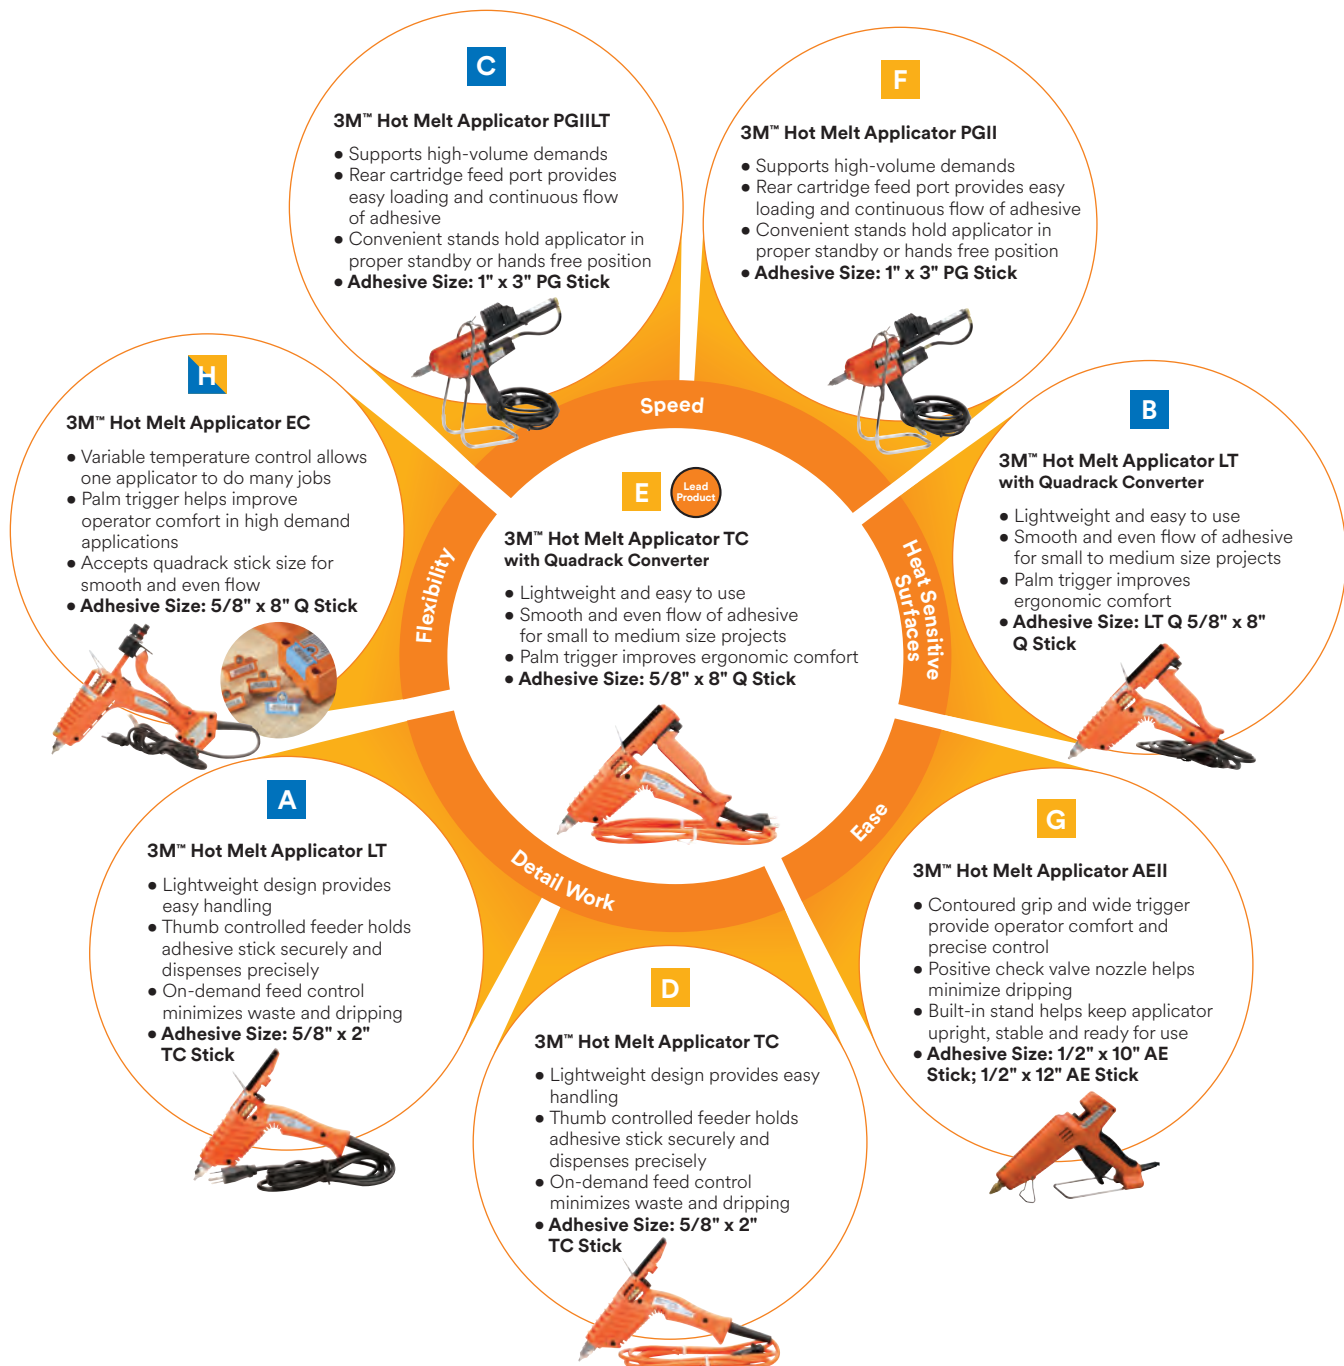 C
3M™ Hot Melt Applicator PGIILT
● Supports high-volume demands
● Rear cartridge feed port provides
easy loading and continuous flow
of adhesive
● Convenient stands hold applicator in
proper standby or hands free position
● Adhesive Size: 1" x 3" PG Stick
F
3M™ Hot Melt Applicator PGII
● Supports high-volume demands
● Rear cartridge feed port provides easy
loading and continuous flow of adhesive
● Convenient stands hold applicator in
proper standby or hands free position
● Adhesive Size: 1" x 3" PG Stick
H
3M™ Hot Melt Applicator EC
● Variable temperature control allows
one applicator to do many jobs
● Palm trigger helps improve
operator comfort in high demand
applications
● Accepts quadrack stick size for
smooth and even flow
● Adhesive Size: 5/8" x 8" Q Stick
Speed
B
3M™ Hot Melt Applicator LT
with Quadrack Converter
● Lightweight and easy to use
● Smooth and even flow of adhesive
for small to medium size projects
● Palm trigger improves
ergonomic comfort
● Adhesive Size: LT Q 5/8" x 8"
Q Stick
E
Lead
Product
3M™ Hot Melt Applicator TC
with Quadrack Converter
● Lightweight and easy to use
● Smooth and even flow of adhesive
for small to medium size projects
● Palm trigger improves ergonomic comfort
● Adhesive Size: 5/8" x 8" Q Stick
Flexibility
Heat Sensitive
Surfaces
Ease
Detail Work
A
3M™ Hot Melt Applicator LT
● Lightweight design provides
easy handling
● Thumb controlled feeder holds
adhesive stick securely and
dispenses precisely
● On-demand feed control
minimizes waste and dripping
● Adhesive Size: 5/8" x 2"
TC Stick
G
3M™ Hot Melt Applicator AEII
● Contoured grip and wide trigger
provide operator comfort and
precise control
● Positive check valve nozzle helps
minimize dripping
● Built-in stand helps keep applicator
upright, stable and ready for use
● Adhesive Size: 1/2" x 10" AE
Stick; 1/2" x 12" AE Stick
D
3M™ Hot Melt Applicator TC
● Lightweight design provides easy
handling
● Thumb controlled feeder holds
adhesive stick securely and
dispenses precisely
● On-demand feed control
minimizes waste and dripping
● Adhesive Size: 5/8" x 2"
TC Stick